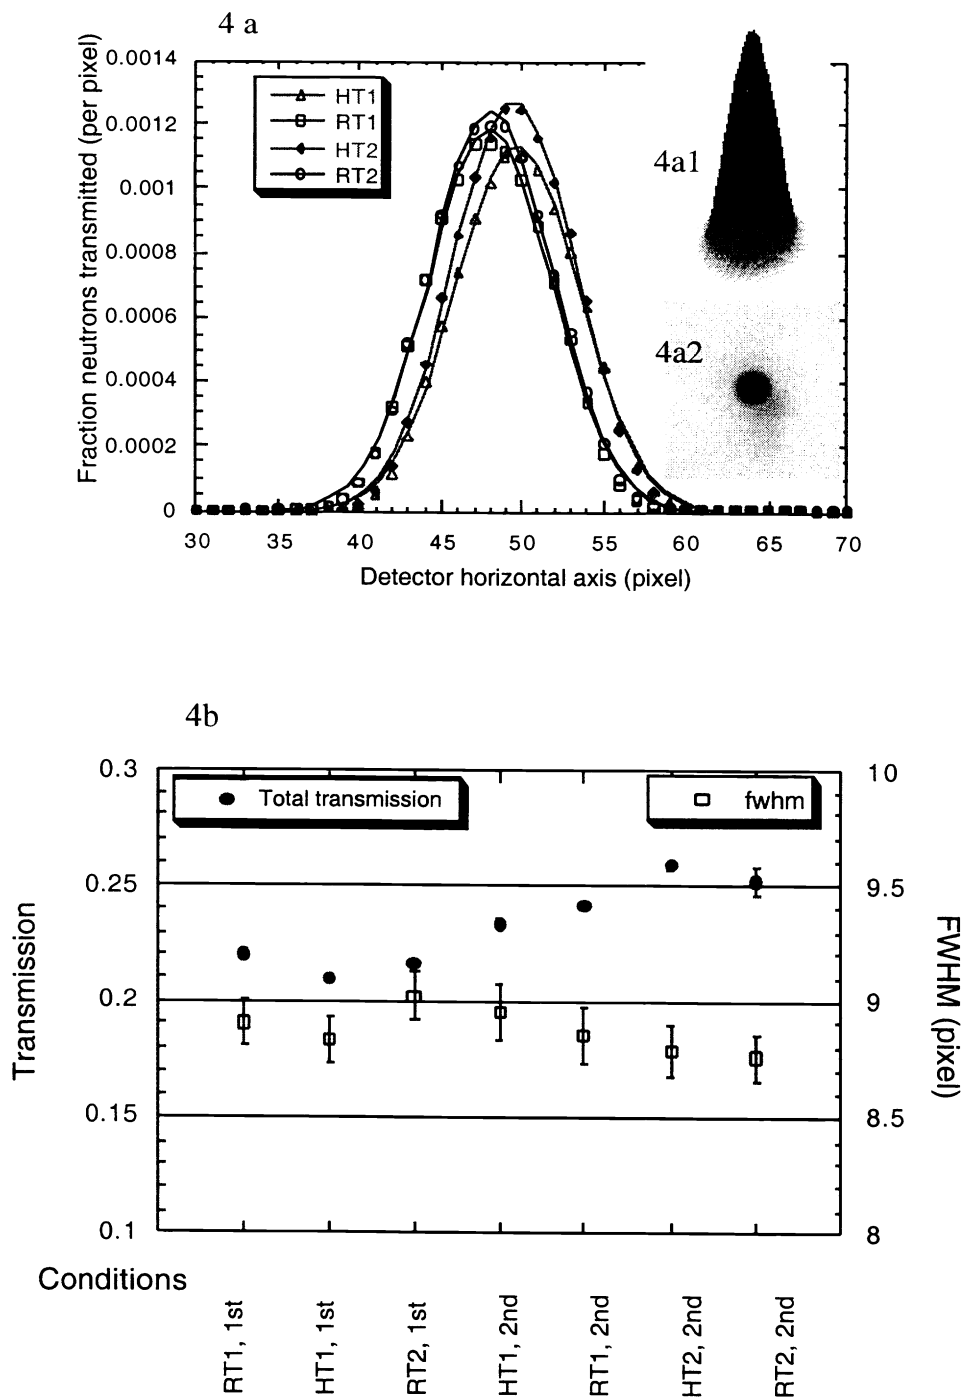 4 a
0.0014
0.0012
0.001
0.0008
0.0006
0.0004
0.0002
0
Fraction neutrons transmitted (per pixel)
HT1
RT1
HT2
RT2
4a1
4a2
30 35 40 45 50 55 60 65 70
Detector horizontal axis (pixel)
4b
0.3
0.25
0.2
0.15
0.1
Transmission
Total transmission
fwhm
10
9.5
9
8.5
8
FWHM (pixel)
Conditions
RT1, 1st
HT1, 1st
RT2, 1st
HT1, 2nd
RT1, 2nd
HT2, 2nd
RT2, 2nd